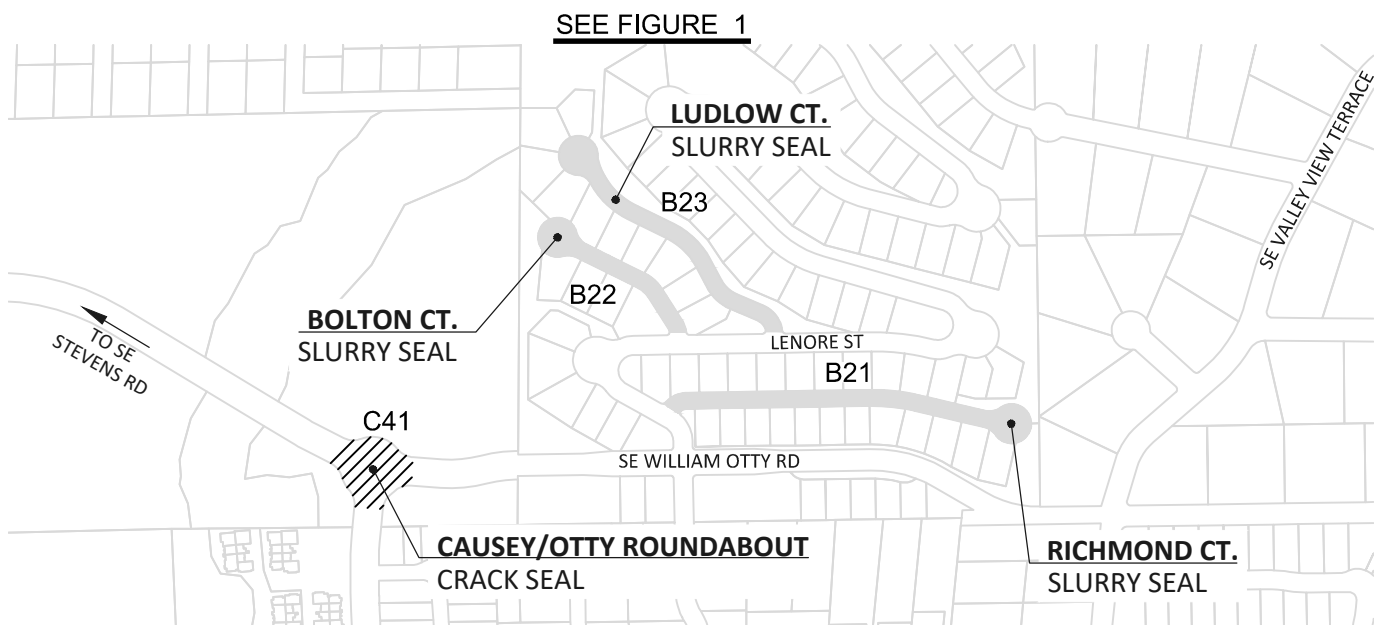 SEE FIGURE 1
LUDLOW CT.
SLURRY SEAL
B23
SE VALLEY VIEW TERRACE
B22
BOLTON CT.
SLURRY SEAL
TO SE
STEVENS RD
LENORE ST
B21
C41
SE WILLIAM OTTY RD
CAUSEY/OTTY ROUNDABOUT
CRACK SEAL
RICHMOND CT.
SLURRY SEAL